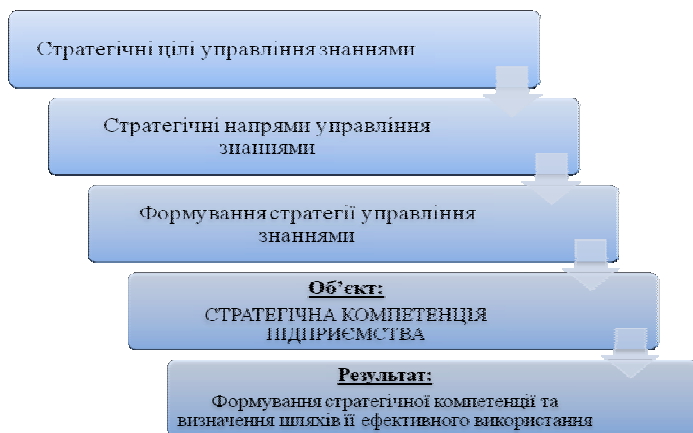 Стратегічні цілі управління знаннями
Стратегічні напрями управління
знаннями
Формування стратегії управління
знаннями
Об’єкт:
СТРАТЕГІЧНА КОМПЕТЕНЦІЯ
ПІДПРИЄМСТВА
Результат:
Формування стратегічної компетенції та
визначення шляхів її ефективного використання